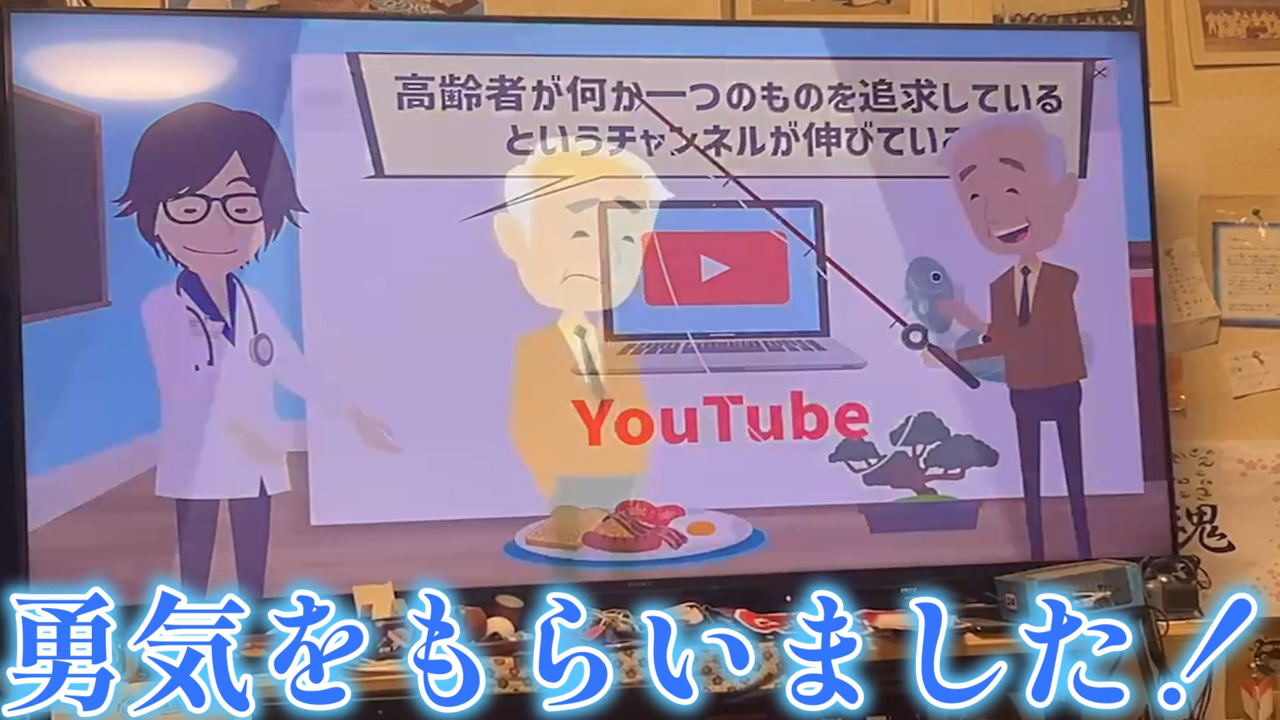 高齢者が何か一つのものを追求している
というチャンネルが伸びている
YouTube
魂
勇気をもらいました！